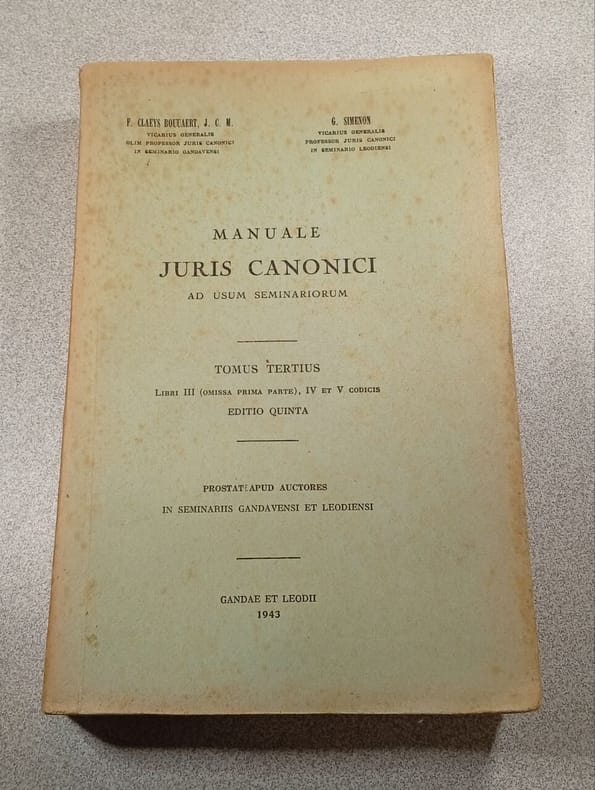 F. CLAEYS BOUUAERT, J. C. M.
VICARIUS GENERALIS
OLIM PROFESSOR JURIS CANONICI
IN SEMINARIO GANDAVENSI
G. SIMENON
VICARIUS GENERALIS
PROFESSOR JURIS CANONICI
IN SEMINARIO LEODIENSI
MANUALE
JURIS CANONICI
AD USUM SEMINARIORUM
TOMUS TERTIUS
LIBRI III (OMISSA PRIMA PARTE), IV ET V CODICIS
EDITIO QUINTA
PROSTAT APUD AUCTORES
IN SEMINARIIS GANDAVENSI ET LEODIENSI
GANDAE ET LEODII
1943